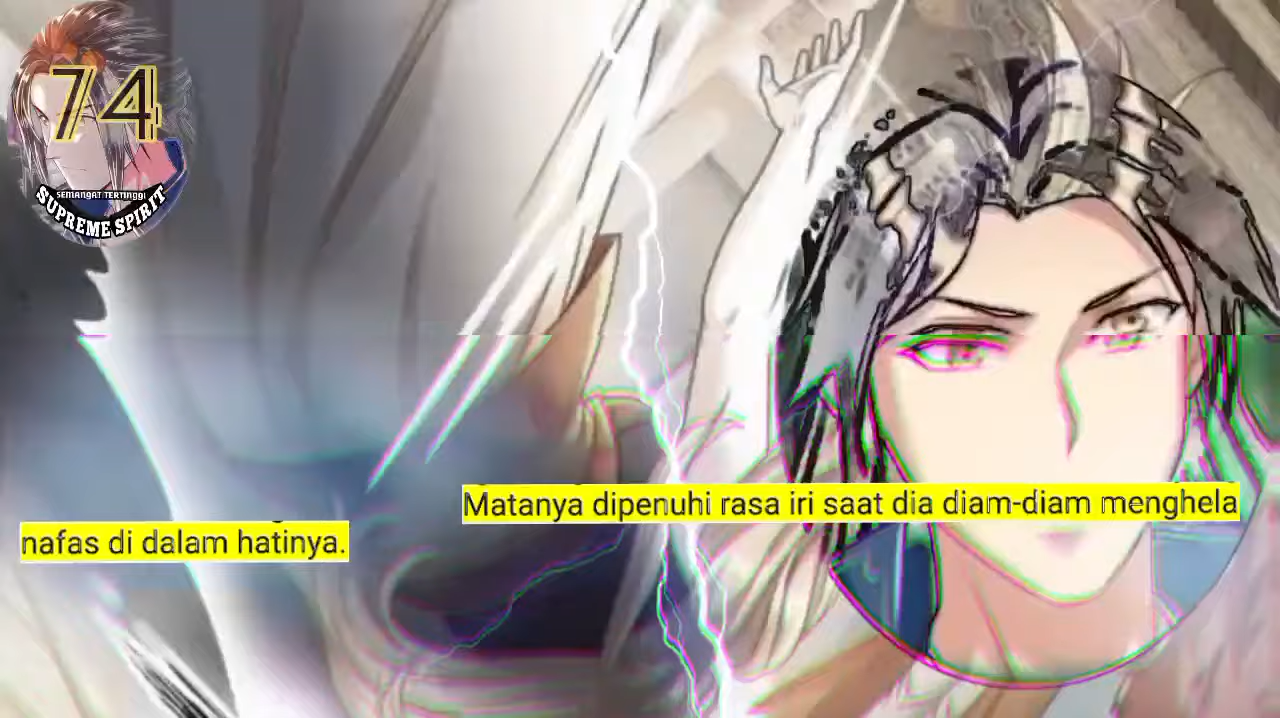 74
SEMANGAT TERTINGGI
SUPREME SPIRIT
Matanya dipenuhi rasa iri saat dia diam-diam menghela
nafas di dalam hatinya.